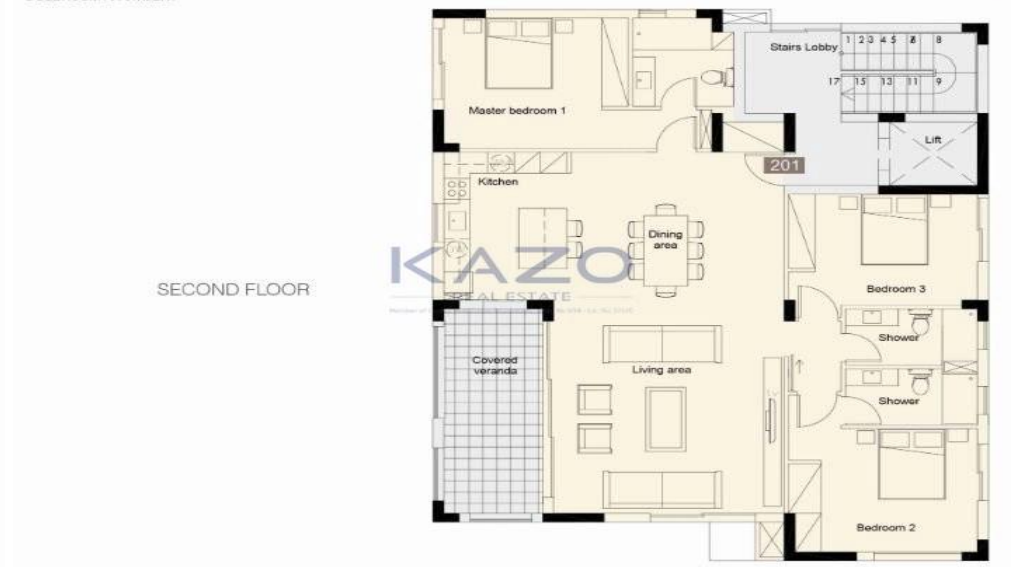 Stairs Lobby
1 2 3 4 5 7 8
17 15 13 11 9
Master bedroom 1
Lift
201
Kitchen
Dining
area
KAZO
REAL ESTATE
SECOND FLOOR
Bedroom 3
Shower
Covered
veranda
Living area
Shower
Bedroom 2